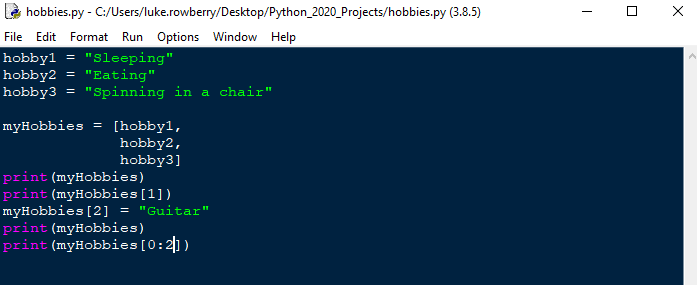 hobbies.py - C:/Users/luke.rowberry/Desktop/Python_2020_Projects/hobbies.py (3.8.5)
File Edit Format Run Options Window Help
hobby1 = "Sleeping"
hobby2 = "Eating"
hobby3 = "Spinning in a chair"

myHobbies = [hobby1,
             hobby2,
             hobby3]
print(myHobbies)
print(myHobbies[1])
myHobbies[2] = "Guitar"
print(myHobbies)
print(myHobbies[0:2])